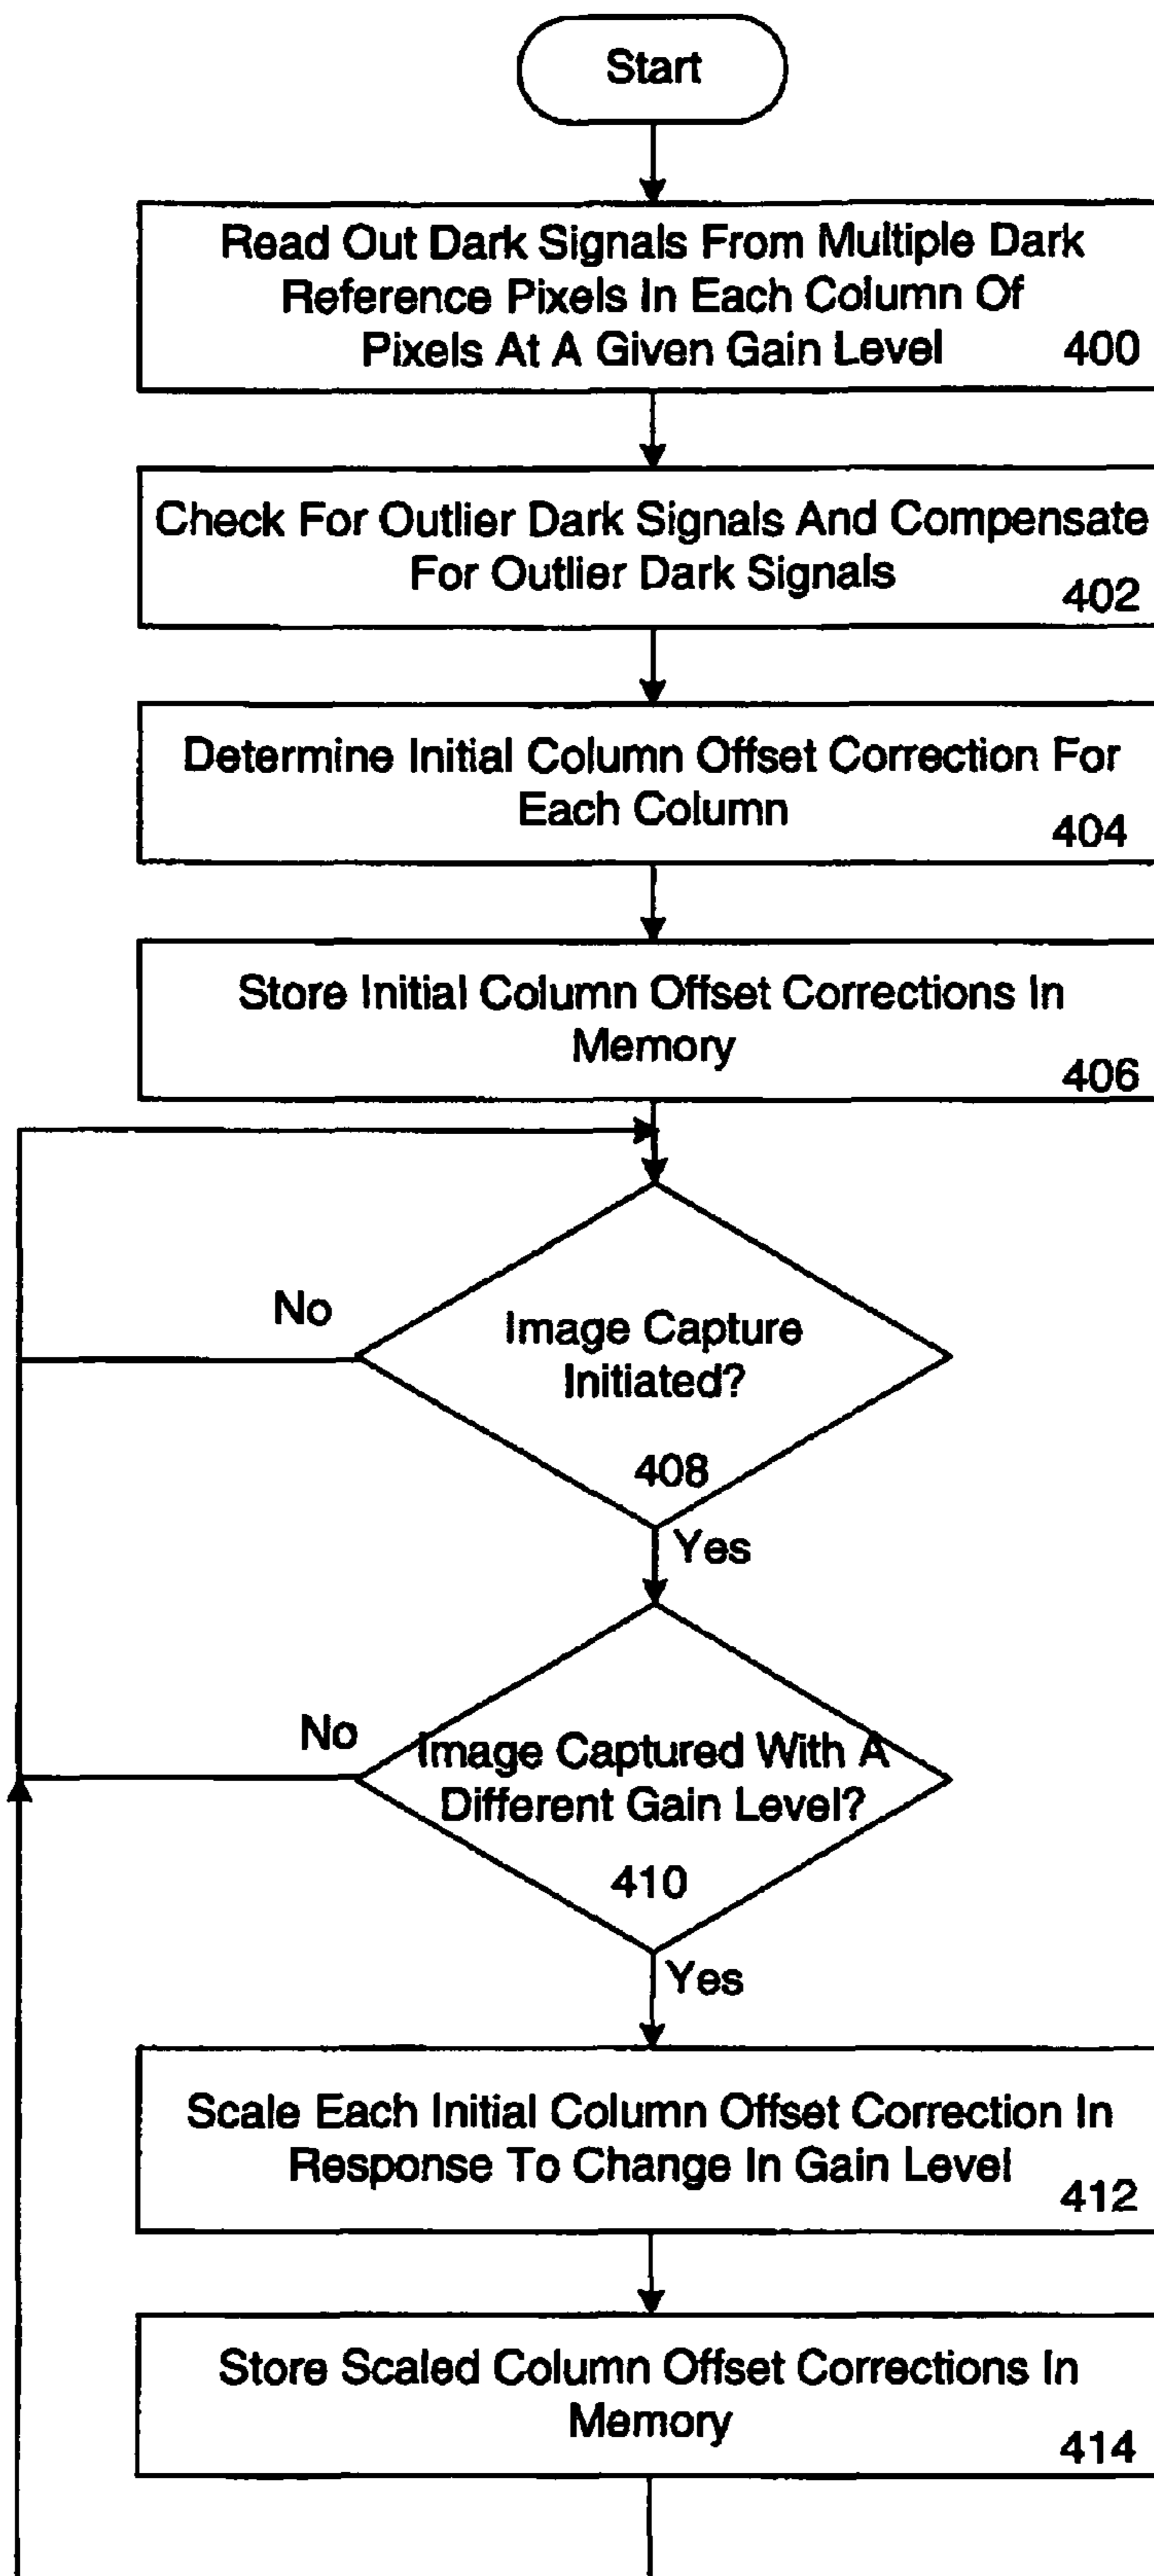 Start
Read Out Dark Signals From Multiple Dark
Reference Pixels In Each Column Of
Pixels At A Given Gain Level
400
Check For Outlier Dark Signals And Compensate
For Outlier Dark Signals
402
Determine Initial Column Offset Correction For
Each Column
404
Store Initial Column Offset Corrections In
Memory
406
No
Image Capture
Initiated?
408
Yes
No
Image Captured With A
Different Gain Level?
410
Yes
Scale Each Initial Column Offset Correction In
Response To Change In Gain Level
412
Store Scaled Column Offset Corrections In
Memory
414